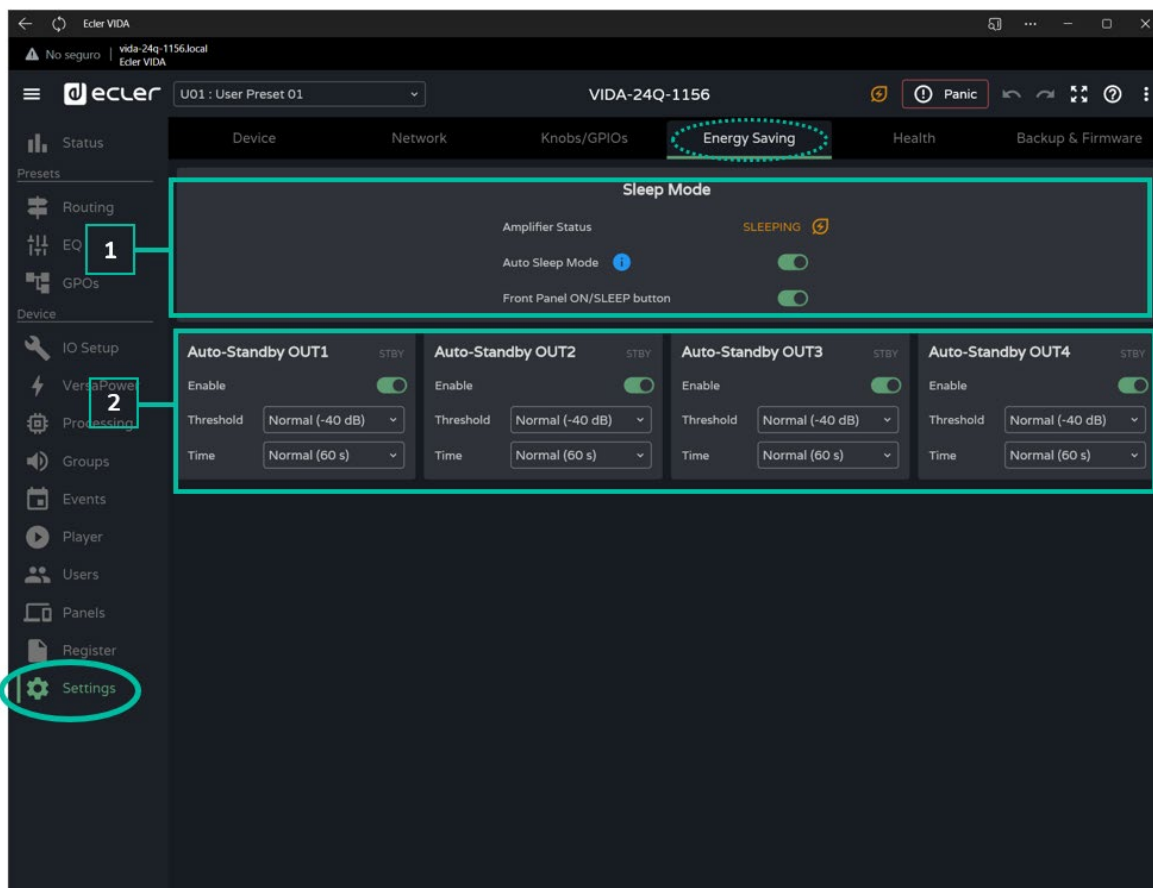 Ecler VIDA
No seguro
vida-24q-1156.local
Ecler VIDA
ecler
U01 : User Preset 01
VIDA-24Q-1156
Panic
Device
Network
Knobs/GPIOs
Energy Saving
Health
Backup & Firmware
Status
Presets
Routing
EQ
GPOs
Device
IO Setup
VersaPower
Processing
Groups
Events
Player
Users
Panels
Register
Settings
1
Sleep Mode
Amplifier Status SLEEPING
Auto Sleep Mode
Front Panel ON/SLEEP button
2
Auto-Standby OUT1 STBY
Enable
Threshold Normal (-40 dB)
Time Normal (60 s)
Auto-Standby OUT2 STBY
Enable
Threshold Normal (-40 dB)
Time Normal (60 s)
Auto-Standby OUT3 STBY
Enable
Threshold Normal (-40 dB)
Time Normal (60 s)
Auto-Standby OUT4 STBY
Enable
Threshold Normal (-40 dB)
Time Normal (60 s)